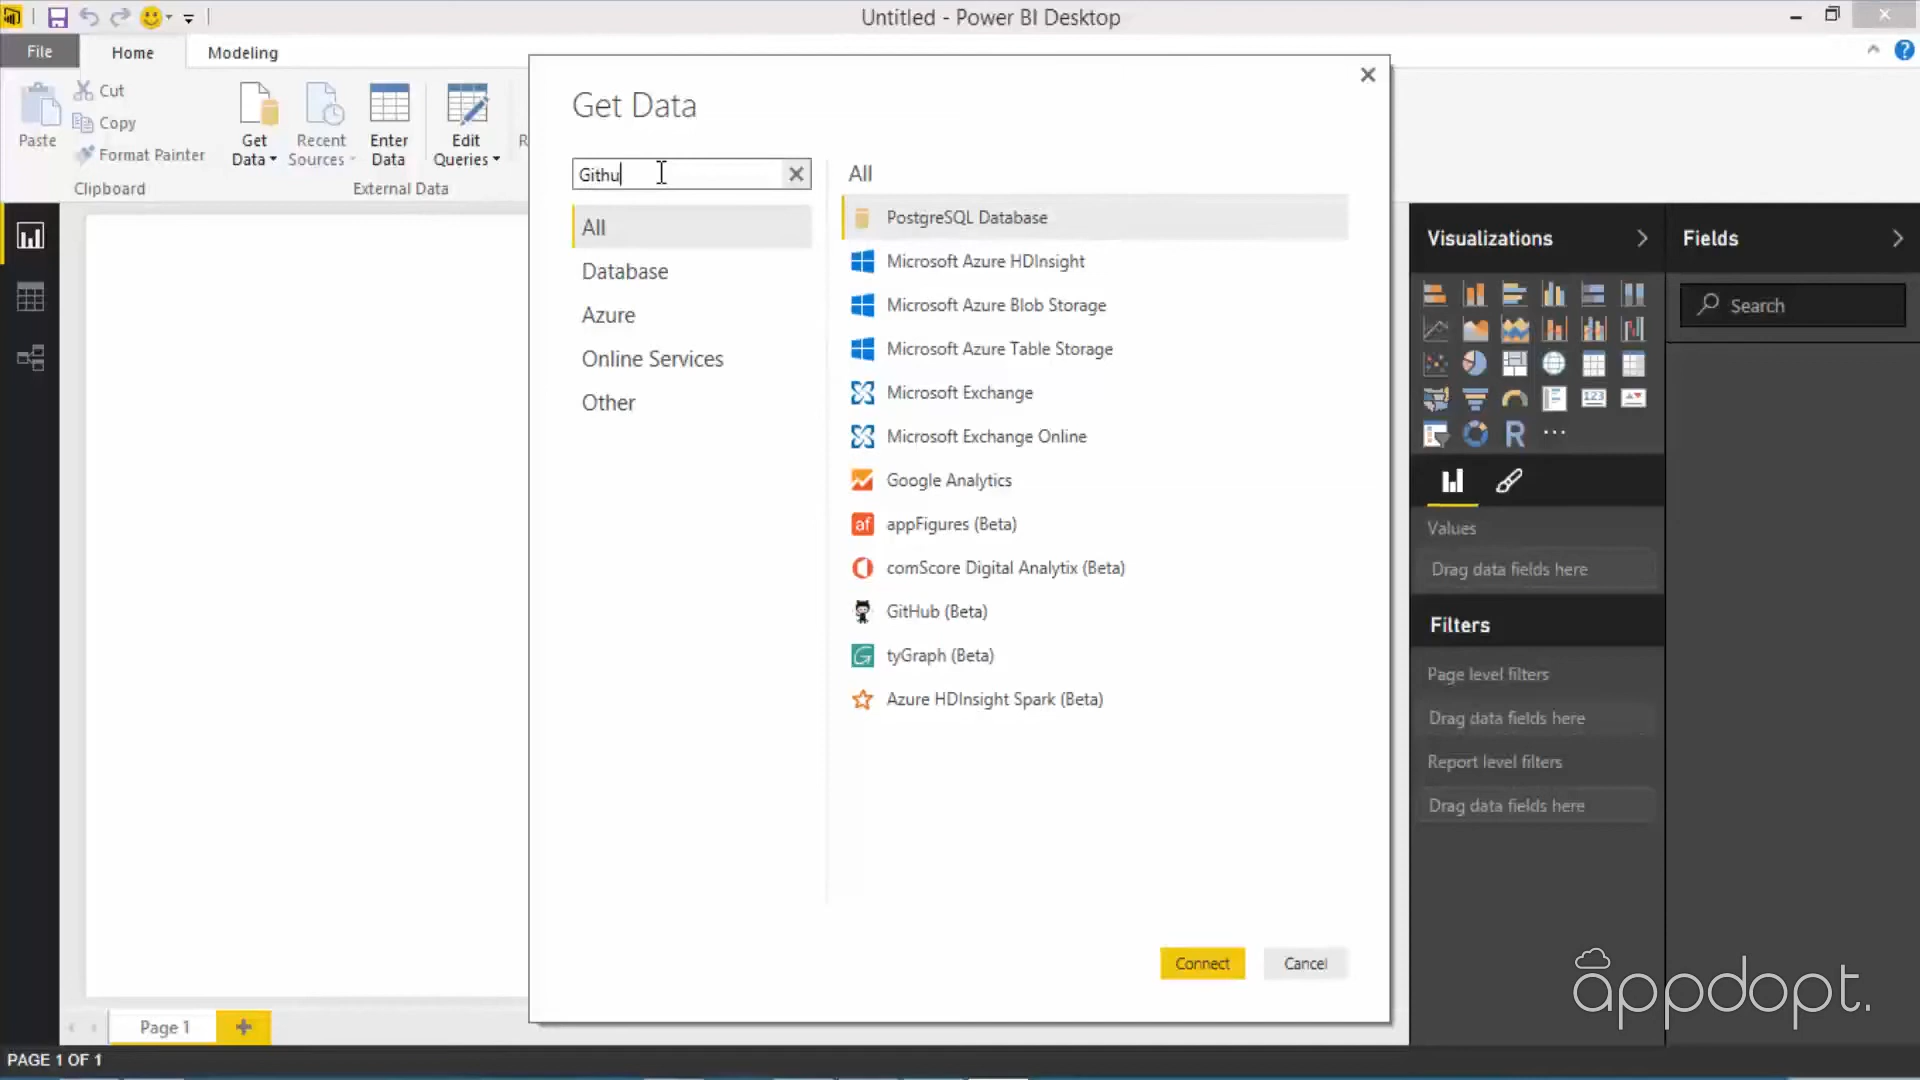 Untitled - Power BI Desktop
File
Home
Modeling
Paste
Cut
Copy
Format Painter
Clipboard
Get
Data
Recent
Sources
Enter
Data
Edit
Queries
R
External Data
Get Data
Githu
All
Database
Azure
Online Services
Other
All
PostgreSQL Database
Microsoft Azure HDInsight
Microsoft Azure Blob Storage
Microsoft Azure Table Storage
Microsoft Exchange
Microsoft Exchange Online
Google Analytics
af
appFigures (Beta)
comScore Digital Analytix (Beta)
GitHub (Beta)
tyGraph (Beta)
Azure HDInsight Spark (Beta)
Connect
Cancel
Visualizations
123
R
Values
Drag data fields here
Filters
Page level filters
Drag data fields here
Report level filters
Drag data fields here
Fields
Search
appdopt.
Page 1
PAGE 1 OF 1